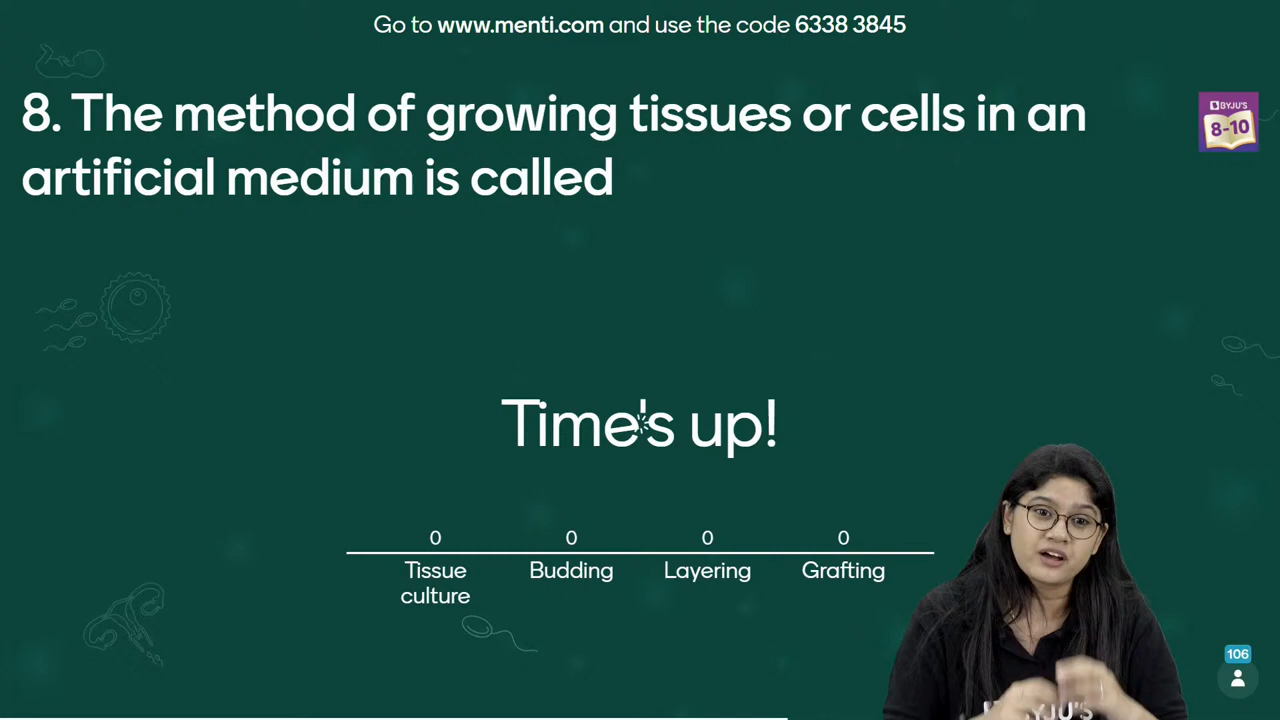 Go to www.menti.com and use the code 6338 3845
8. The method of growing tissues or cells in an
artificial medium is called
BYJU'S
8-10
Time's up!
0 0 0 0
Tissue Budding Layering Grafting
culture
106
BYJU'S